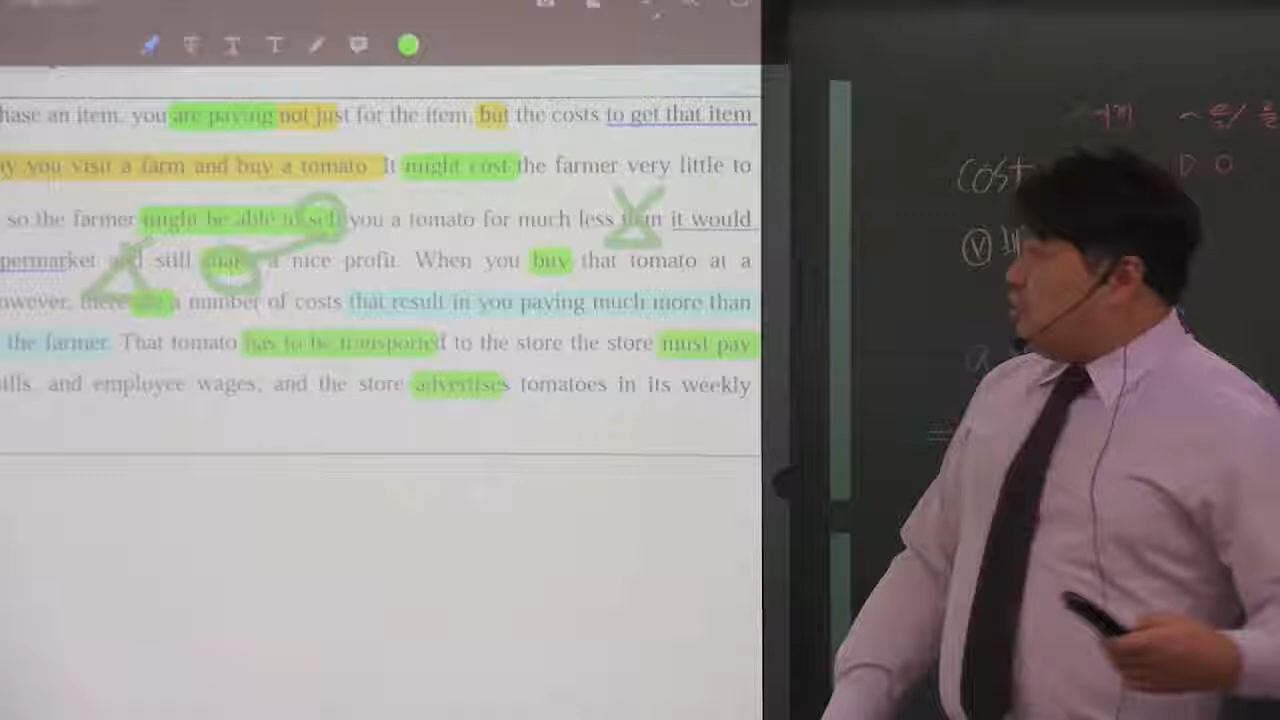 hase an item, you are paying not just for the item, but the costs to get that item
ay you visit a farm and buy a tomato. It might cost the farmer very little to
so the farmer might be able to sell you a tomato for much less than it would
permarket and still make a nice profit. When you buy that tomato at a
owever, there are a number of costs that result in you paying much more than
the farmer. That tomato has to be transported to the store the store must pay
ills, and employee wages, and the store advertises tomatoes in its weekly
cost
V
a